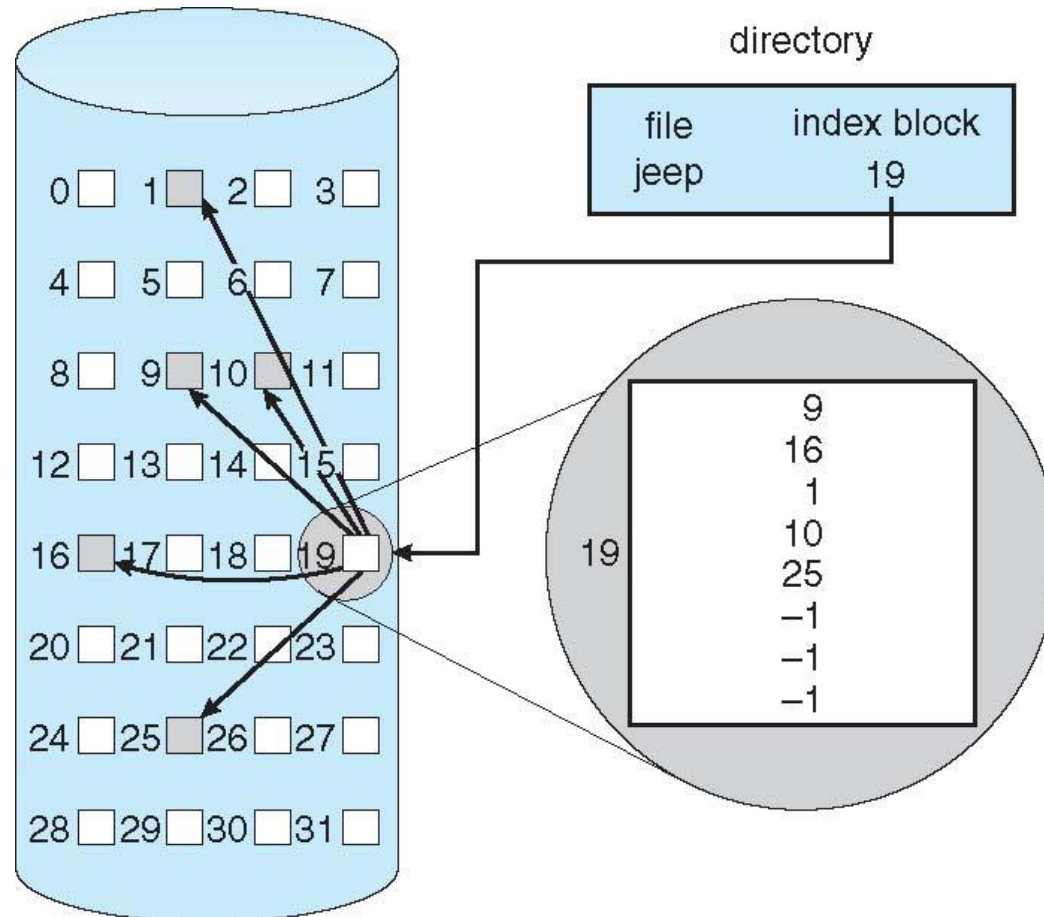 directory
file index block
jeep 19
0 1 2 3
4 5 6 7
8 9 10 11
12 13 14 15
16 17 18 19
20 21 22 23
24 25 26 27
28 29 30 31
19
9
16
1
10
25
–1
–1
–1